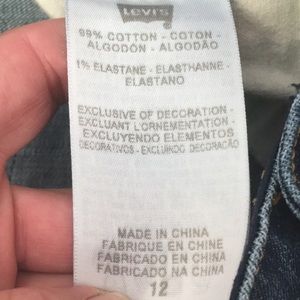 Levi's
99% COTTON - COTON -
ALGODÓN - ALGODÃO
1% ELASTANE - ELASTHANNE -
ELASTANO
EXCLUSIVE OF DECORATION -
EXCLUANT L'ORNEMENTATION -
EXCLUYENDO ELEMENTOS
DECORATIVOS - EXCLUINDO DECORAÇÃO
MADE IN CHINA
FABRIQUE EN CHINE
FABRICADO EN CHINA
FABRICADO NA CHINA
12